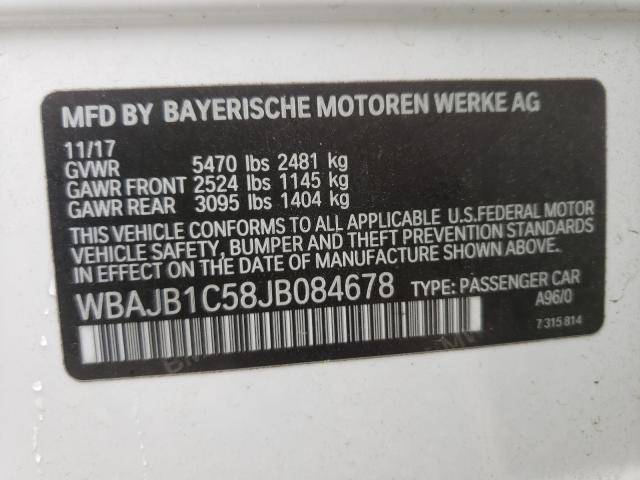 MFD BY BAYERISCHE MOTOREN WERKE AG
11/17
GVWR 5470 lbs 2481 kg
GAWR FRONT 2524 lbs 1145 kg
GAWR REAR 3095 lbs 1404 kg
THIS VEHICLE CONFORMS TO ALL APPLICABLE U.S.FEDERAL MOTOR
VEHICLE SAFETY, BUMPER AND THEFT PREVENTION STANDARDS
IN EFFECT ON THE DATE OF MANUFACTURE SHOWN ABOVE.
WBAJB1C58JB084678 TYPE: PASSENGER CAR
A96/0
7 315 814